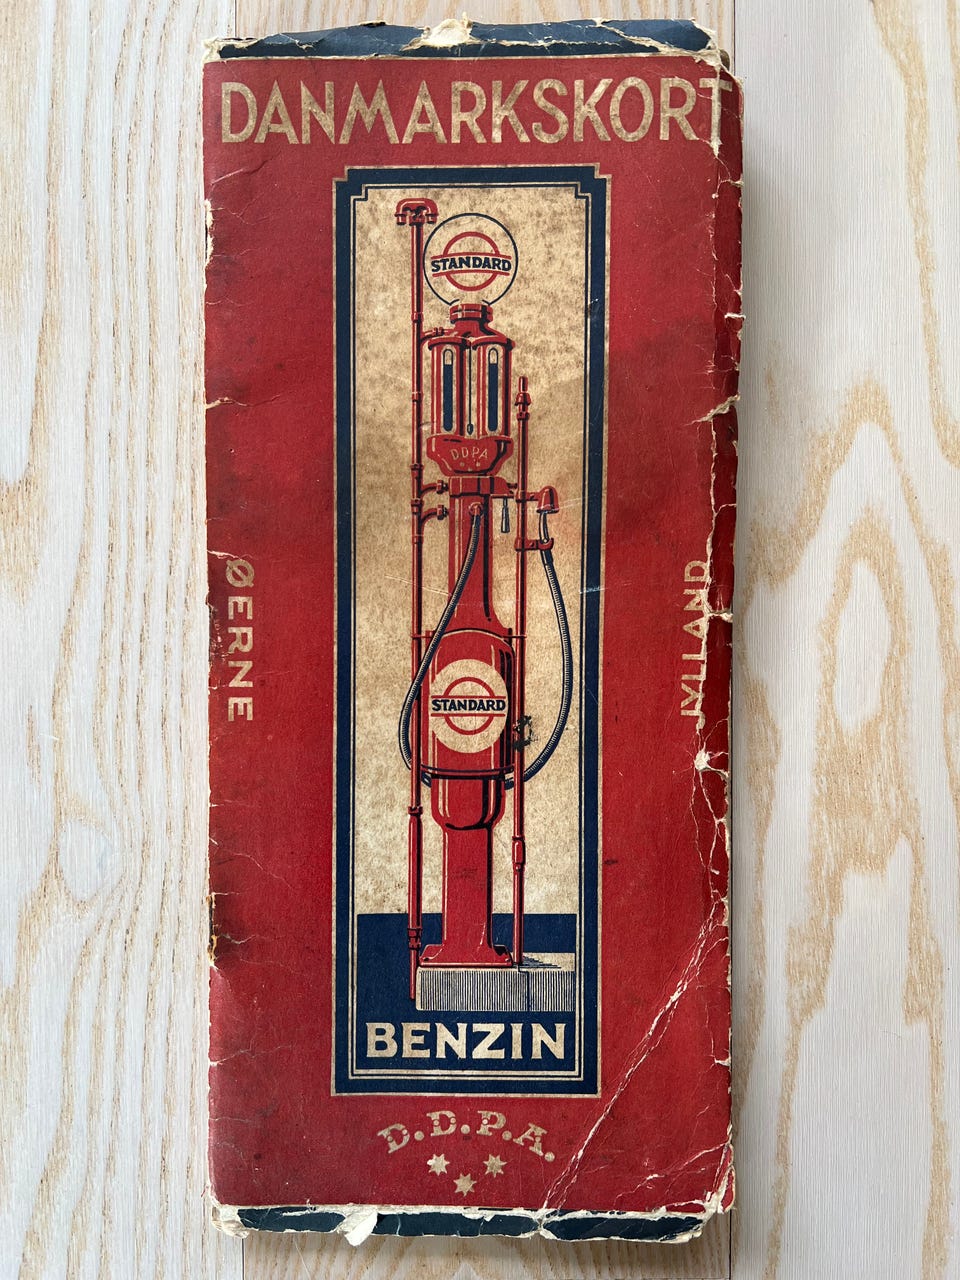 DANMARKSKORT
STANDARD
DDPA
ØERNE
JYLLAND
STANDARD
BENZIN
D.D.P.A.